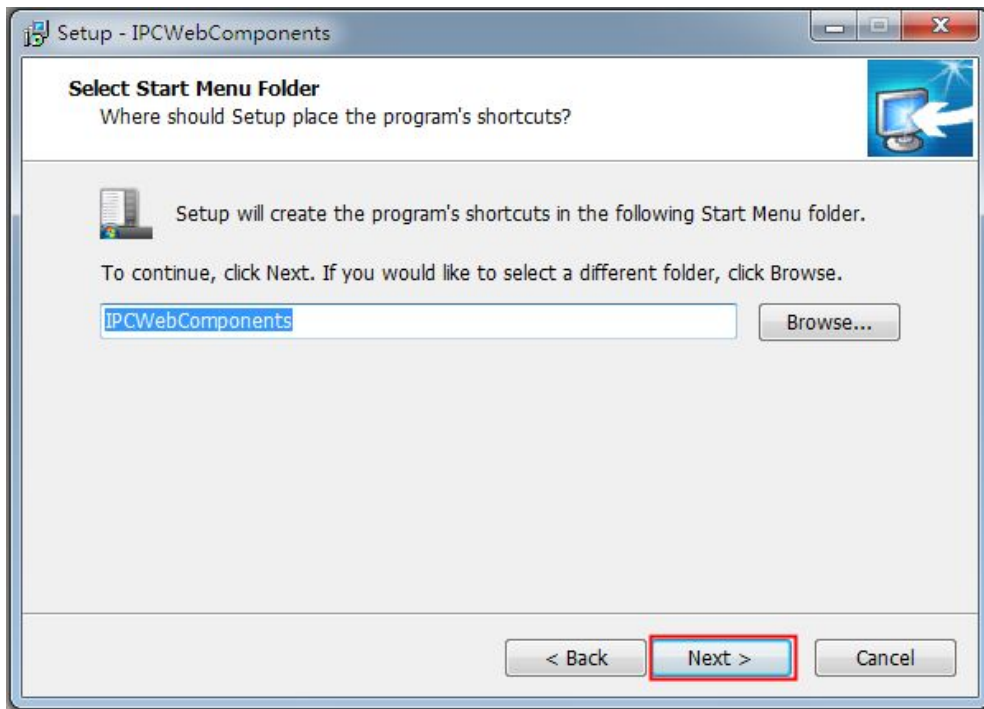 Setup - IPCWebComponents
Select Start Menu Folder
Where should Setup place the program's shortcuts?
Setup will create the program's shortcuts in the following Start Menu folder.
To continue, click Next. If you would like to select a different folder, click Browse.
IPCWebComponents
Browse...
< Back
Next >
Cancel